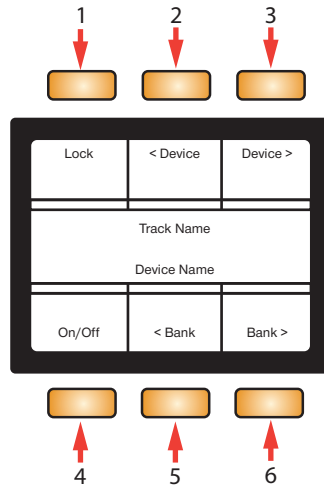 1 2 3
Lock < Device Device >
Track Name
Device Name
On/Off < Bank Bank >
4 5 6